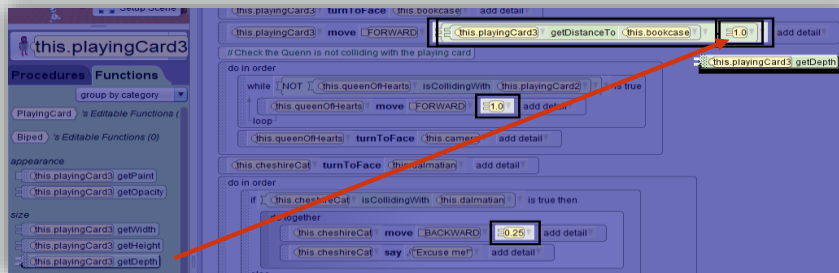 Setup Scene
this.playingCard3
Procedures Functions
group by category
PlayingCard 's Editable Functions (
Biped 's Editable Functions (0)
appearance
this.playingCard3 getPaint
this.playingCard3 getOpacity
size
this.playingCard3 getWidth
this.playingCard3 getHeight
this.playingCard3 getDepth
this.playingCard3 turnToFace this.bookcase add detail
this.playingCard3 move FORWARD this.playingCard3 getDistanceTo this.bookcase - 1.0 add detail
this.playingCard3 getDepth
// Check the Quenn is not colliding with the playing card
do in order
while NOT this.queenOfHearts isCollidingWith this.playingCard2 is true
this.queenOfHearts move FORWARD 1.0 add detail
loop
this.queenOfHearts turnToFace this.camera add detail
this.cheshireCat turnToFace this.dalmatian add detail
do in order
if this.cheshireCat isCollidingWith this.dalmatian is true then
do together
this.cheshireCat move BACKWARD 0.25 add detail
this.cheshireCat say "Excuse me!" add detail